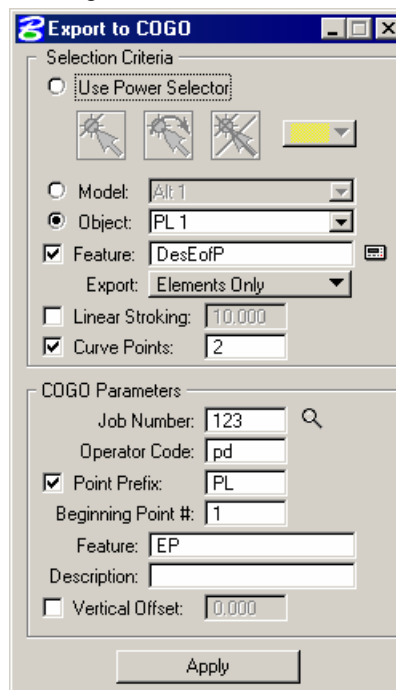 Export to COGO
Selection Criteria
Use Power Selector
Model: Alt 1
Object: PL 1
Feature: DesEofP
Export: Elements Only
Linear Stroking: 10.000
Curve Points: 2
COGO Parameters
Job Number: 123
Operator Code: pd
Point Prefix: PL
Beginning Point #: 1
Feature: EP
Description:
Vertical Offset: 0.000
Apply